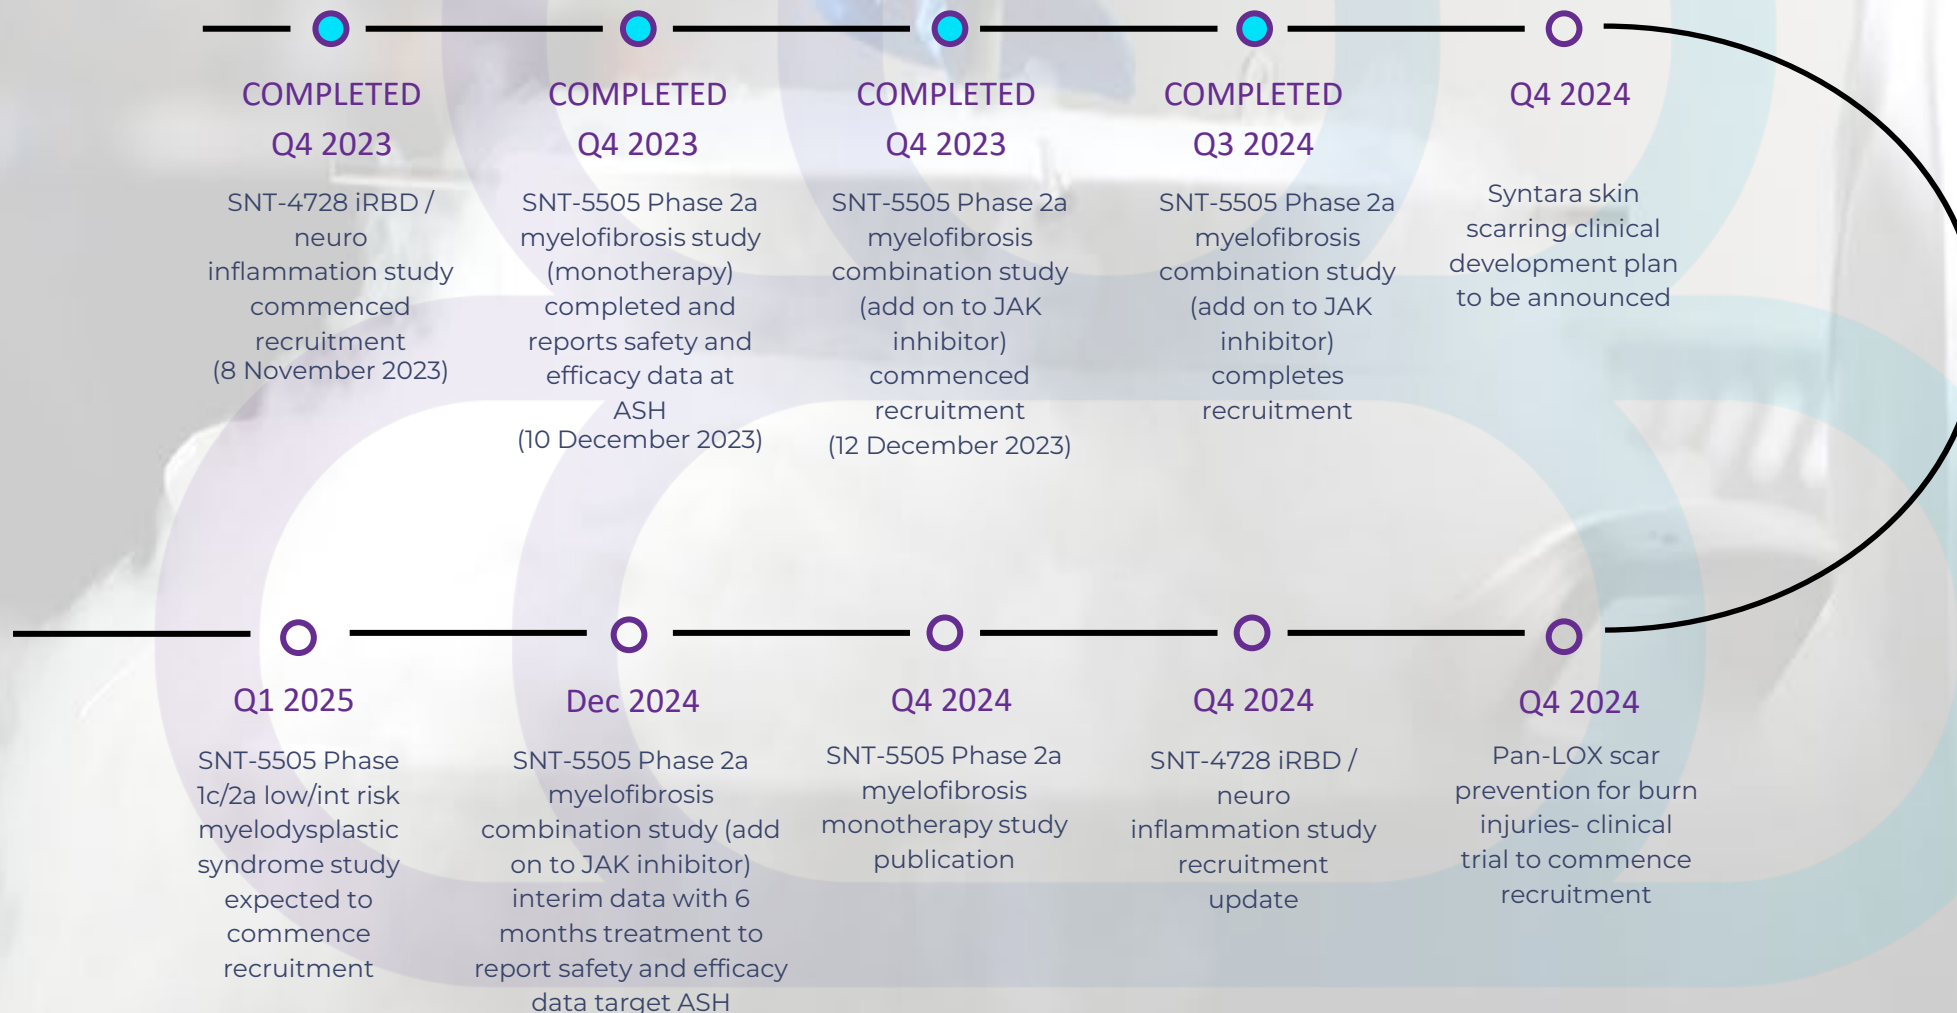 COMPLETED
Q4 2023
SNT-4728 iRBD /
neuro
inflammation study
commenced
recruitment
(8 November 2023)
COMPLETED
Q4 2023
SNT-5505 Phase 2a
myelofibrosis study
(monotherapy)
completed and
reports safety and
efficacy data at
ASH
(10 December 2023)
COMPLETED
Q4 2023
SNT-5505 Phase 2a
myelofibrosis
combination study
(add on to JAK
inhibitor)
commenced
recruitment
(12 December 2023)
COMPLETED
Q3 2024
SNT-5505 Phase 2a
myelofibrosis
combination study
(add on to JAK
inhibitor)
completes
recruitment
Q4 2024
Syntara skin
scarring clinical
development plan
to be announced
Q1 2025
SNT-5505 Phase
1c/2a low/int risk
myelodysplastic
syndrome study
expected to
commence
recruitment
Dec 2024
SNT-5505 Phase 2a
myelofibrosis
combination study (add
on to JAK inhibitor)
interim data with 6
months treatment to
report safety and efficacy
data target ASH
Q4 2024
SNT-5505 Phase 2a
myelofibrosis
monotherapy study
publication
Q4 2024
SNT-4728 iRBD /
neuro
inflammation study
recruitment
update
Q4 2024
Pan-LOX scar
prevention for burn
injuries- clinical
trial to commence
recruitment